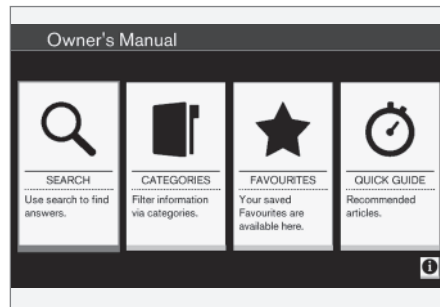 Owner's Manual
SEARCH
Use search to find
answers.
CATEGORIES
Filter information
via categories.
FAVOURITES
Your saved
Favourites are
available here.
QUICK GUIDE
Recommended
articles.